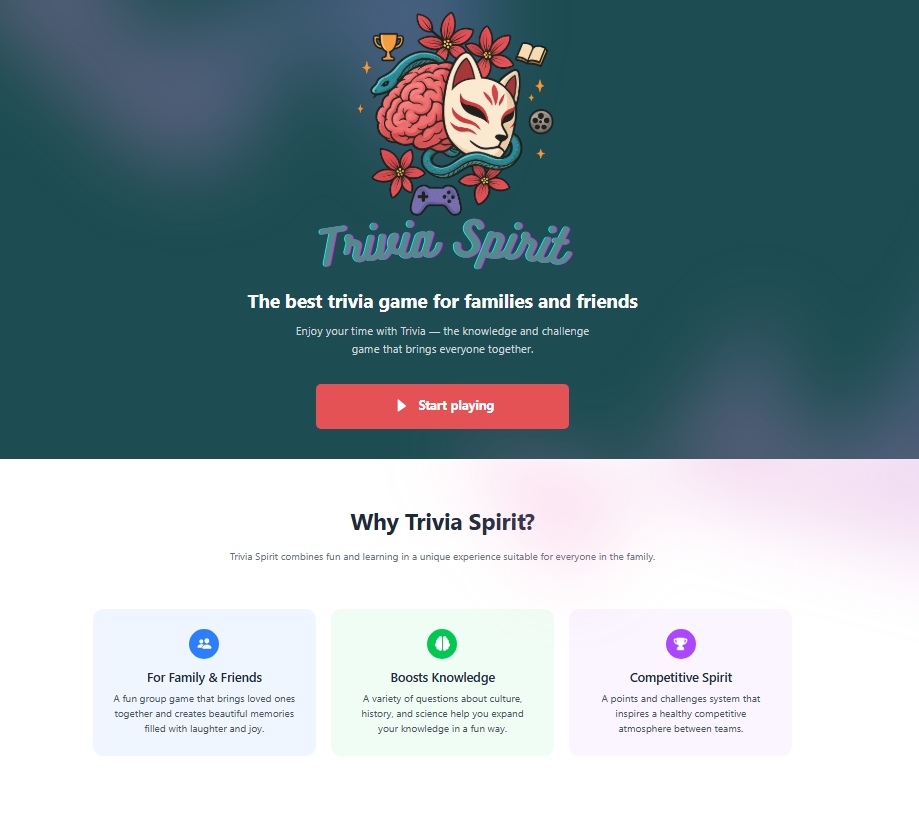 Trivia Spirit
The best trivia game for families and friends
Enjoy your time with Trivia — the knowledge and challenge
game that brings everyone together.
Start playing
Why Trivia Spirit?
Trivia Spirit combines fun and learning in a unique experience suitable for everyone in the family.
For Family & Friends
A fun group game that brings loved ones
together and creates beautiful memories
filled with laughter and joy.
Boosts Knowledge
A variety of questions about culture,
history, and science help you expand
your knowledge in a fun way.
Competitive Spirit
A points and challenges system that
inspires a healthy competitive
atmosphere between teams.